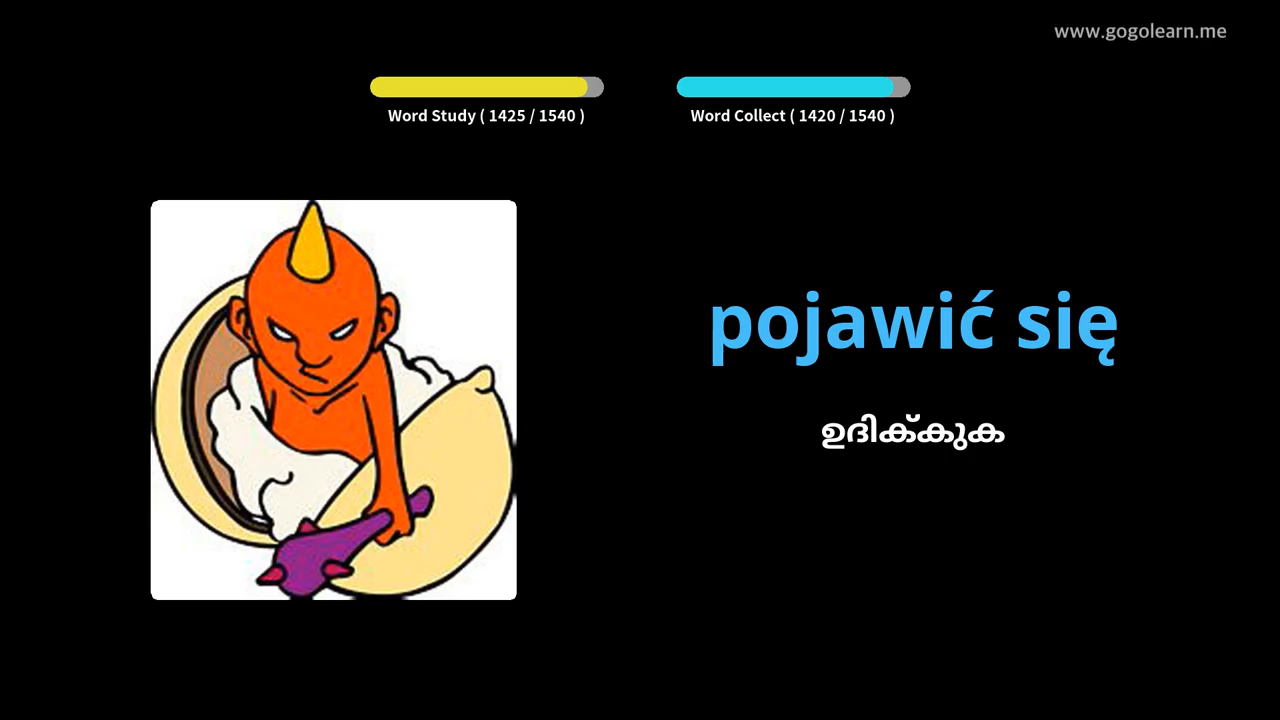 www.gogolearn.me
Word Study ( 1425 / 1540 )
Word Collect ( 1420 / 1540 )
pojawić się
ഉദിക്കുക